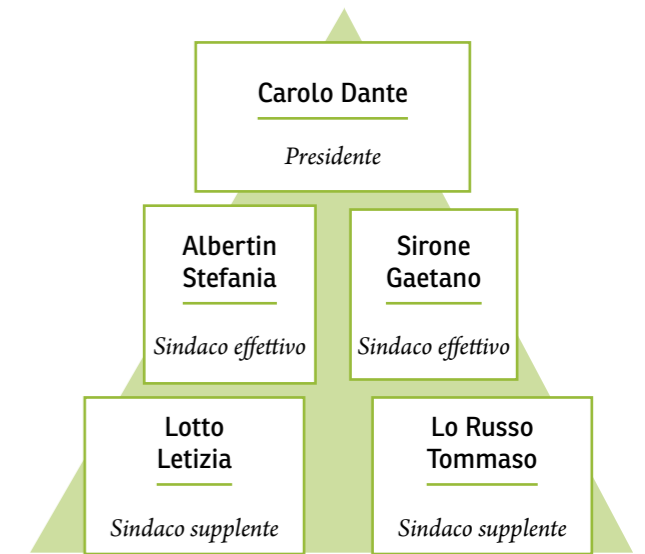 Carolo Dante
Presidente
Albertin
Stefania
Sindaco effettivo
Sirone
Gaetano
Sindaco effettivo
Lotto
Letizia
Sindaco supplente
Lo Russo
Tommaso
Sindaco supplente